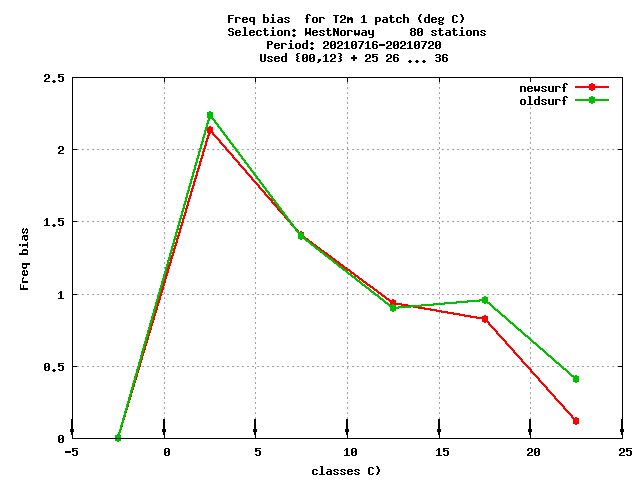 Freq bias  for T2m 1 patch (deg C)
Selection: WestNorway     80 stations
Period: 20210716-20210720
Used {00,12} + 25 26 ... 36
newsurf
oldsurf
2.5
2
1.5
1
0.5
0
Freq bias
-5
0
5
10
15
20
25
classes C)